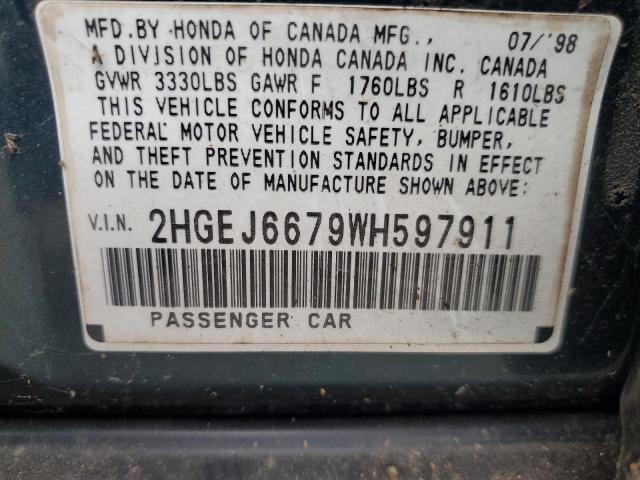 MFD.BY HONDA OF CANADA MFG., 07/'98
A DIVISION OF HONDA CANADA INC. CANADA
GVWR 3330LBS GAWR F 1760LBS R 1610LBS
THIS VEHICLE CONFORMS TO ALL APPLICABLE
FEDERAL MOTOR VEHICLE SAFETY, BUMPER,
AND THEFT PREVENTION STANDARDS IN EFFECT
ON THE DATE OF MANUFACTURE SHOWN ABOVE:
V.I.N. 2HGEJ6679WH597911
PASSENGER CAR